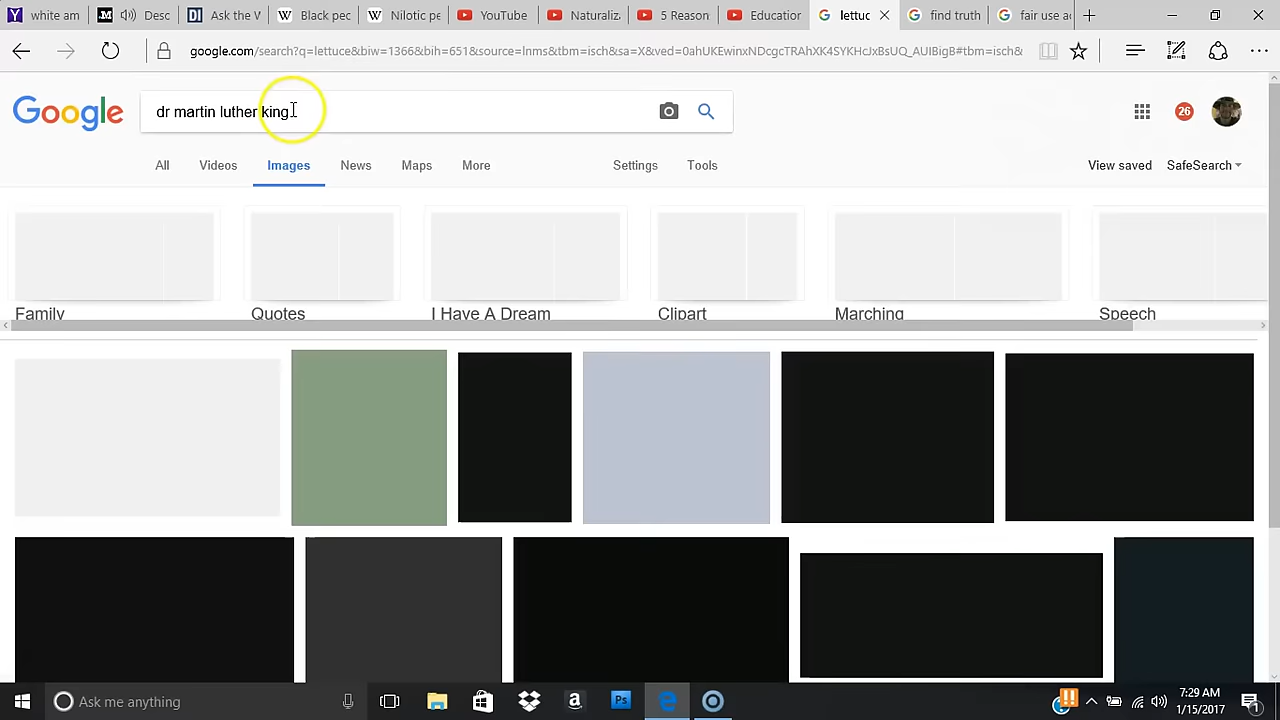 white am
Desc
Ask the W
Black pec
Nilotic pe
YouTube
Naturaliz
5 Reason
Education
lettuc
find truth
fair use ac
google.com/search?q=lettuce&biw=1366&bih=651&source=lnms&tbm=isch&sa=X&ved=0ahUKEwinxNDcgcTRAhXK4SYKHcJxBsUQ_AUIBigB#tbm=isch&
Google
dr martin luther king
26
All
Videos
Images
News
Maps
More
Settings
Tools
View saved
SafeSearch
Family
Quotes
I Have A Dream
Clipart
Marching
Speech
Ask me anything
7:29 AM
1/15/2017